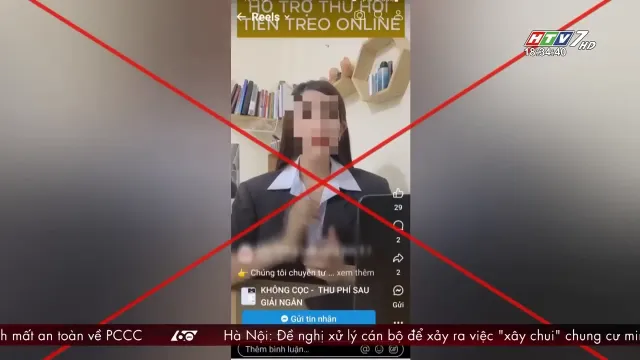 HỖ TRỢ THU HỒI
TIỀN TREO ONLINE
Reels
HTV7 HD
18:34:40
29
2
2
Gửi
👉 Chúng tôi chuyên tư ... xem thêm
KHÔNG CỌC - THU PHÍ SAU
GIẢI NGÂN
Gửi tin nhắn
Thêm bình luận...
h mất an toàn về PCCC
60
Hà Nội: Đề nghị xử lý cán bộ để xảy ra việc "xây chui" chung cư mi